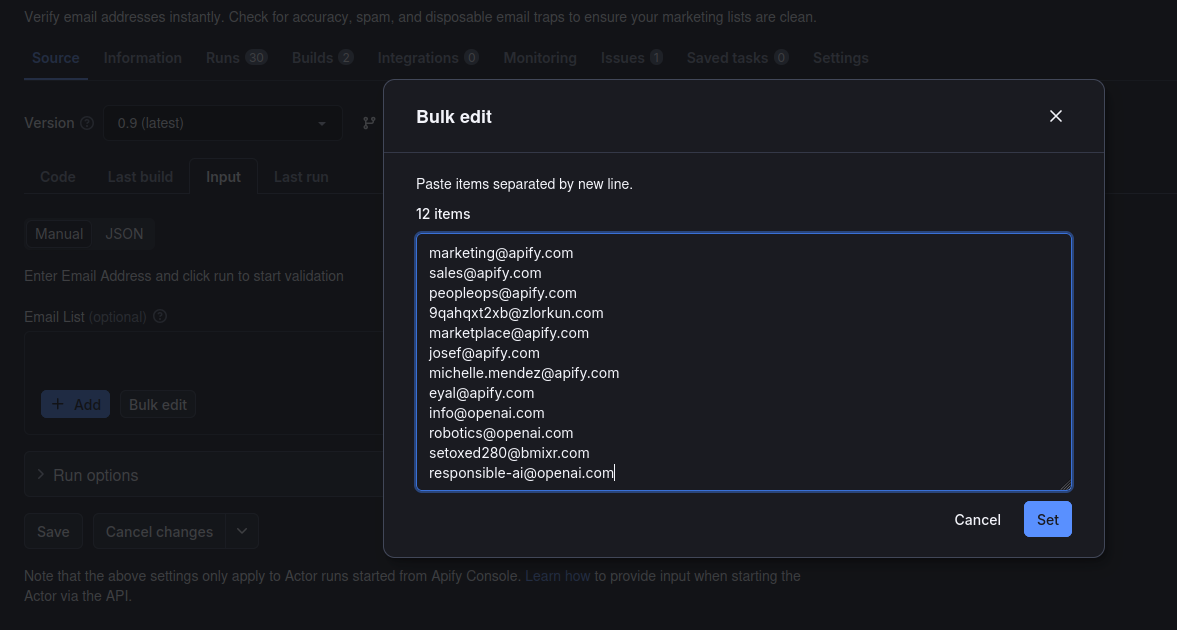 Verify email addresses instantly. Check for accuracy, spam, and disposable email traps to ensure your marketing lists are clean.
Source Information Runs 30 Builds 2 Integrations 0 Monitoring Issues 1 Saved tasks 0 Settings
Version 0.9 (latest)
Code Last build Input Last run
Manual JSON
Enter Email Address and click run to start validation
Email List (optional)
+ Add Bulk edit
Run options
Save Cancel changes
Note that the above settings only apply to Actor runs started from Apify Console. Learn how to provide input when starting the
Actor via the API.
Bulk edit
Paste items separated by new line.
12 items
marketing@apify.com
sales@apify.com
peopleops@apify.com
9qahqxt2xb@zlorkun.com
marketplace@apify.com
josef@apify.com
michelle.mendez@apify.com
eyal@apify.com
info@openai.com
robotics@openai.com
setoxed280@bmixr.com
responsible-ai@openai.com
Cancel Set